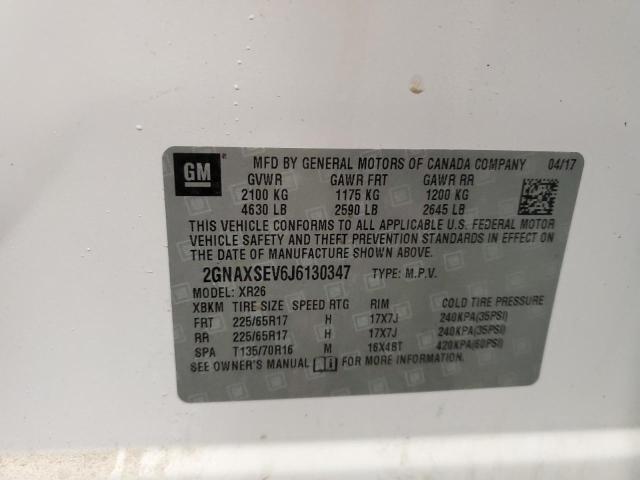 GM MFD BY GENERAL MOTORS OF CANADA COMPANY 04/17
GVWR GAWR FRT GAWR RR
2100 KG 1175 KG 1200 KG
4630 LB 2590 LB 2645 LB
THIS VEHICLE CONFORMS TO ALL APPLICABLE U.S. FEDERAL MOTOR
VEHICLE SAFETY AND THEFT PREVENTION STANDARDS IN EFFECT ON
THE DATE OF MANUFACTURE SHOWN ABOVE.
2GNAXSEV6J6130347 TYPE: M.P.V.
MODEL: XR26
XBKM TIRE SIZE SPEED RTG RIM COLD TIRE PRESSURE
FRT 225/65R17 H 17X7J 240KPA(35PSI)
RR 225/65R17 H 17X7J 240KPA(35PSI)
SPA T135/70R16 M 16X4BT 420KPA(60PSI)
SEE OWNER'S MANUAL FOR MORE INFORMATION.